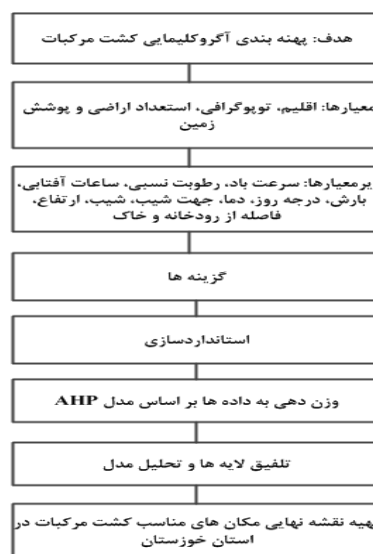 هدف: پهنه بندی آگروکلیمایی کشت مرکبات
معیارها: اقلیم، توپوگرافی، استعداد اراضی و پوشش
زمین
یرمعیارها: سرعت باد، رطوبت نسبی، ساعات آفتابی،
بارش، درجه روز، دما، جهت شیب، شیب، ارتفاع،
فاصله از رودخانه و خاک
گزینه ها
استانداردسازی
وزن دهی به داده ها بر اساس مدل AHP
تلفیق لایه ها و تحلیل مدل
هیه نقشه نهایی مکان های مناسب کشت مرکبات در
استان خوزستان